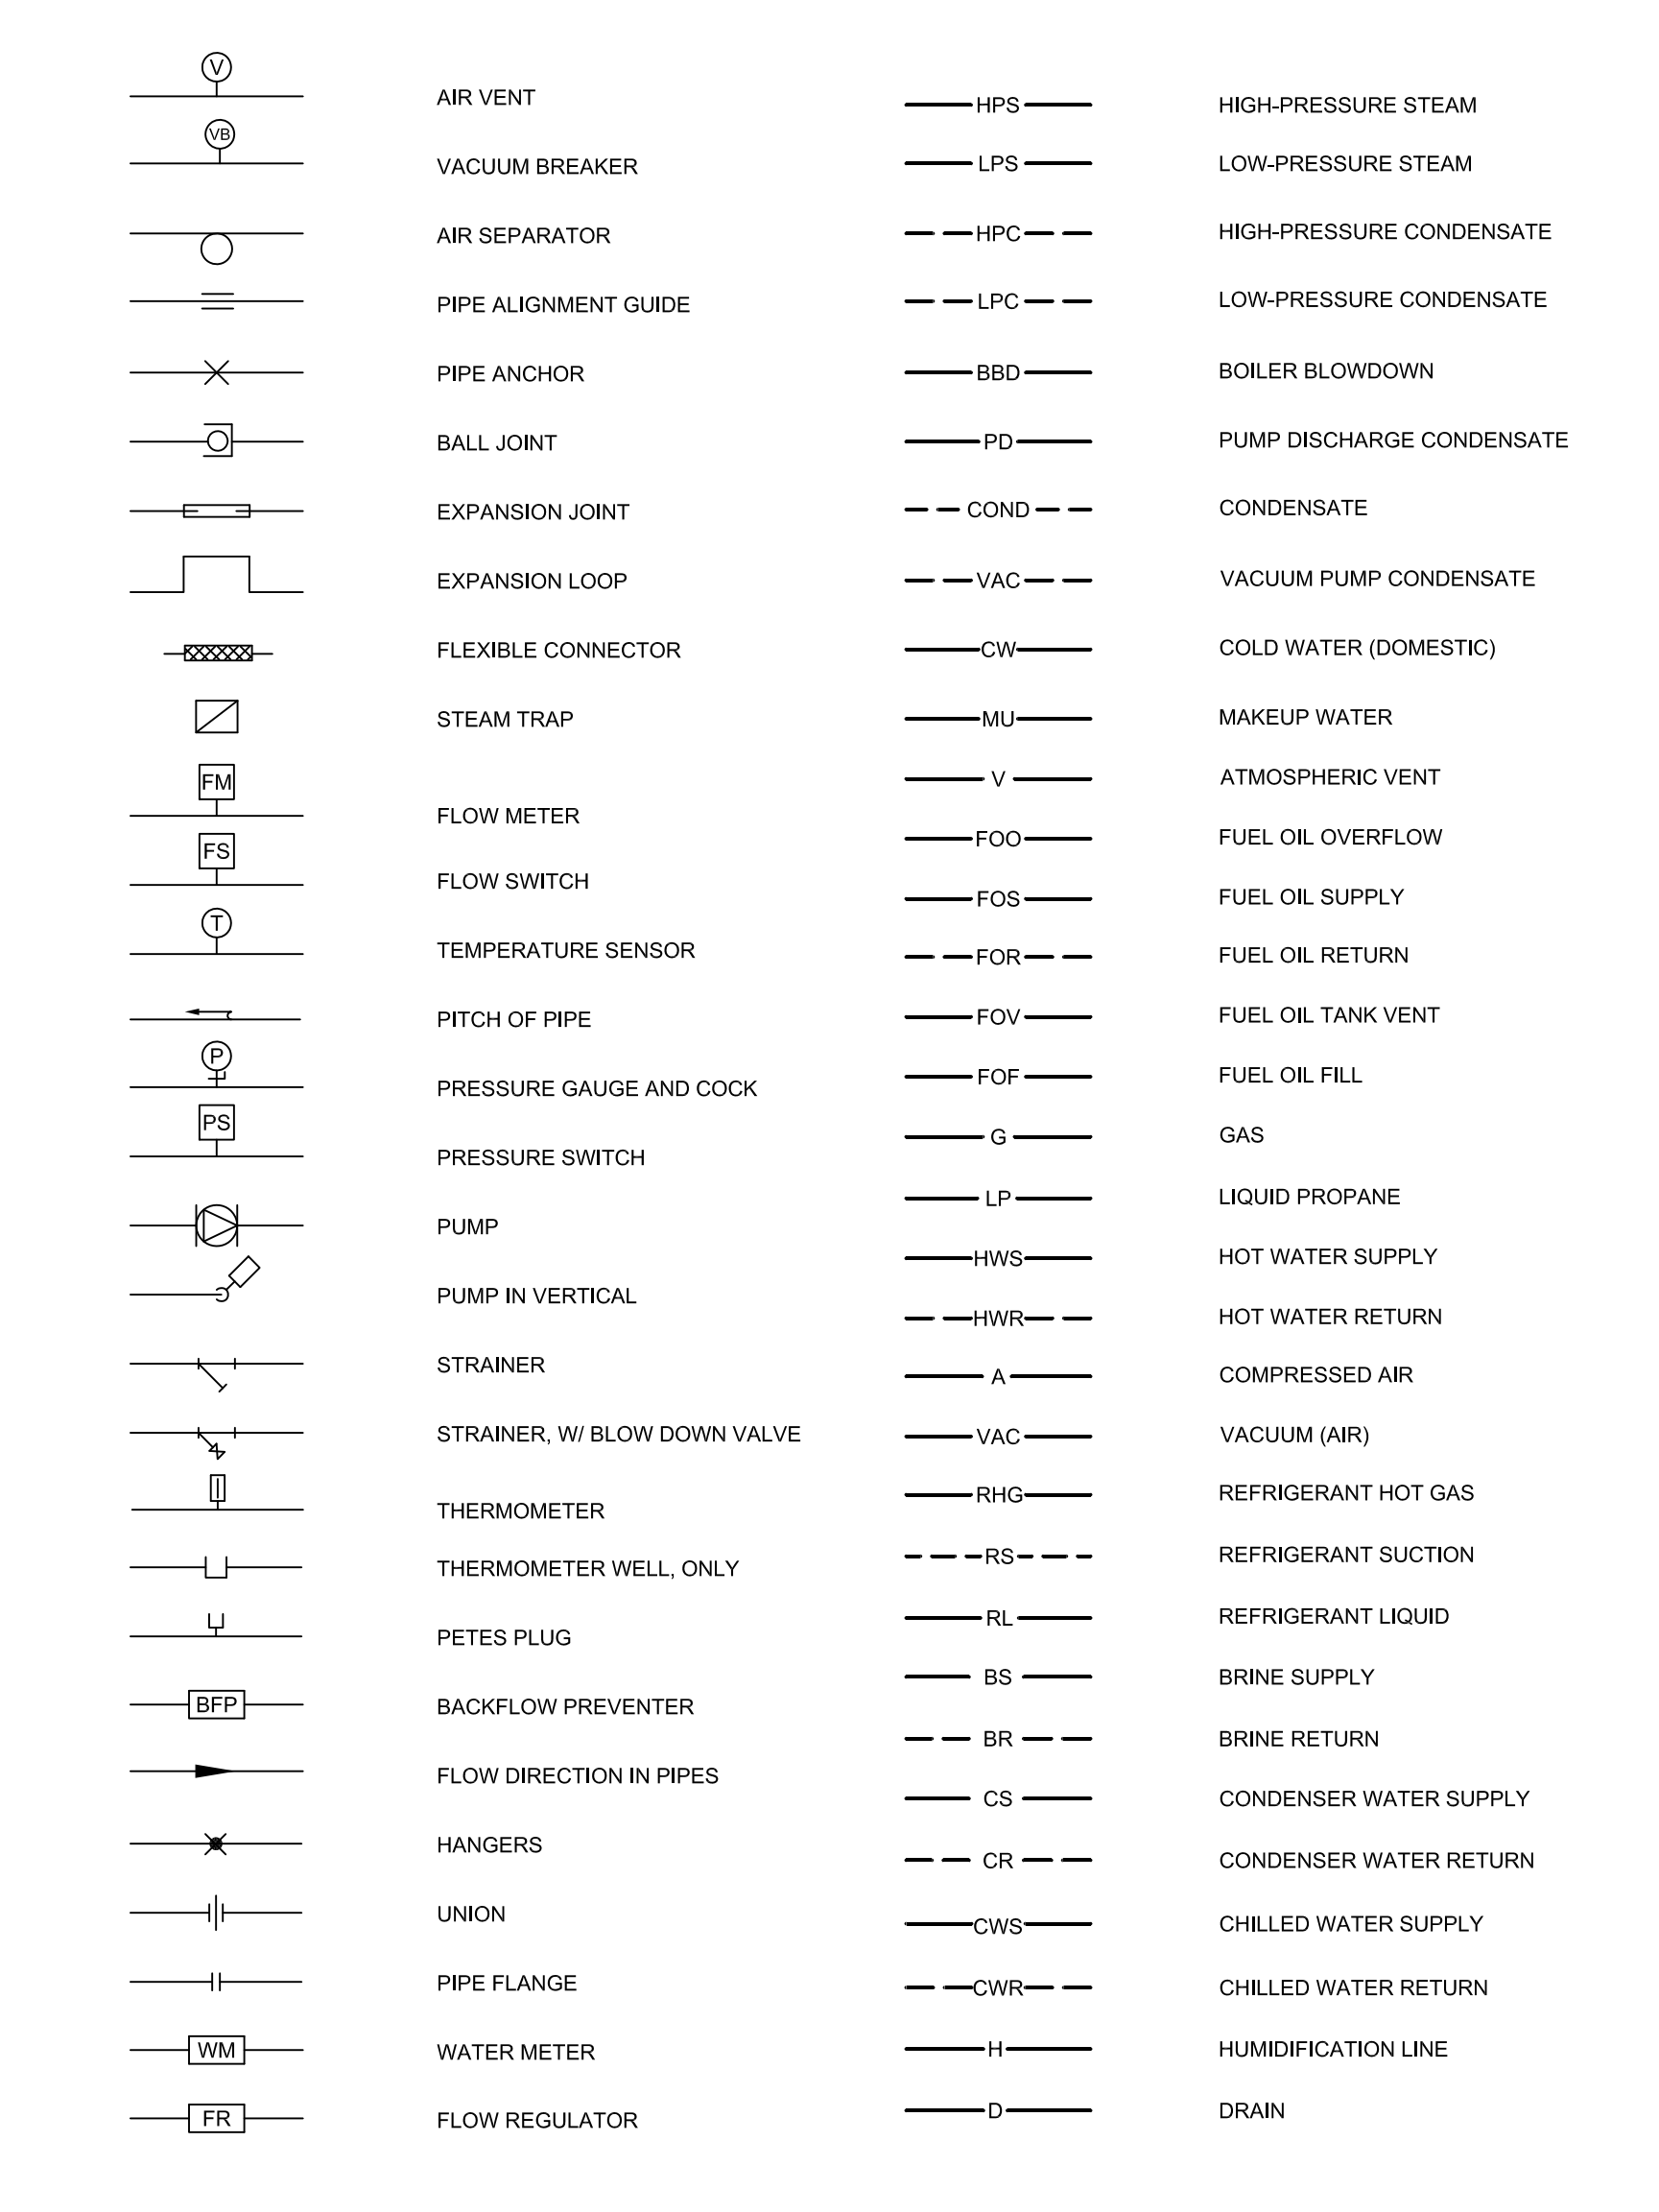 V
AIR VENT
VB
VACUUM BREAKER
AIR SEPARATOR
PIPE ALIGNMENT GUIDE
PIPE ANCHOR
BALL JOINT
EXPANSION JOINT
EXPANSION LOOP
FLEXIBLE CONNECTOR
STEAM TRAP
FM
FLOW METER
FS
FLOW SWITCH
T
TEMPERATURE SENSOR
PITCH OF PIPE
P
PRESSURE GAUGE AND COCK
PS
PRESSURE SWITCH
PUMP
PUMP IN VERTICAL
STRAINER
STRAINER, W/ BLOW DOWN VALVE
THERMOMETER
THERMOMETER WELL, ONLY
PETES PLUG
BFP BACKFLOW PREVENTER
FLOW DIRECTION IN PIPES
HANGERS
UNION
PIPE FLANGE
WM WATER METER
FR FLOW REGULATOR
HPS HIGH-PRESSURE STEAM
LPS LOW-PRESSURE STEAM
HPC HIGH-PRESSURE CONDENSATE
LPC LOW-PRESSURE CONDENSATE
BBD BOILER BLOWDOWN
PD PUMP DISCHARGE CONDENSATE
COND CONDENSATE
VAC VACUUM PUMP CONDENSATE
CW COLD WATER (DOMESTIC)
MU MAKEUP WATER
V ATMOSPHERIC VENT
FOO FUEL OIL OVERFLOW
FOS FUEL OIL SUPPLY
FOR FUEL OIL RETURN
FOV FUEL OIL TANK VENT
FOF FUEL OIL FILL
G GAS
LP LIQUID PROPANE
HWS HOT WATER SUPPLY
HWR HOT WATER RETURN
A COMPRESSED AIR
VAC VACUUM (AIR)
RHG REFRIGERANT HOT GAS
RS REFRIGERANT SUCTION
RL REFRIGERANT LIQUID
BS BRINE SUPPLY
BR BRINE RETURN
CS CONDENSER WATER SUPPLY
CR CONDENSER WATER RETURN
CWS CHILLED WATER SUPPLY
CWR CHILLED WATER RETURN
H HUMIDIFICATION LINE
D DRAIN